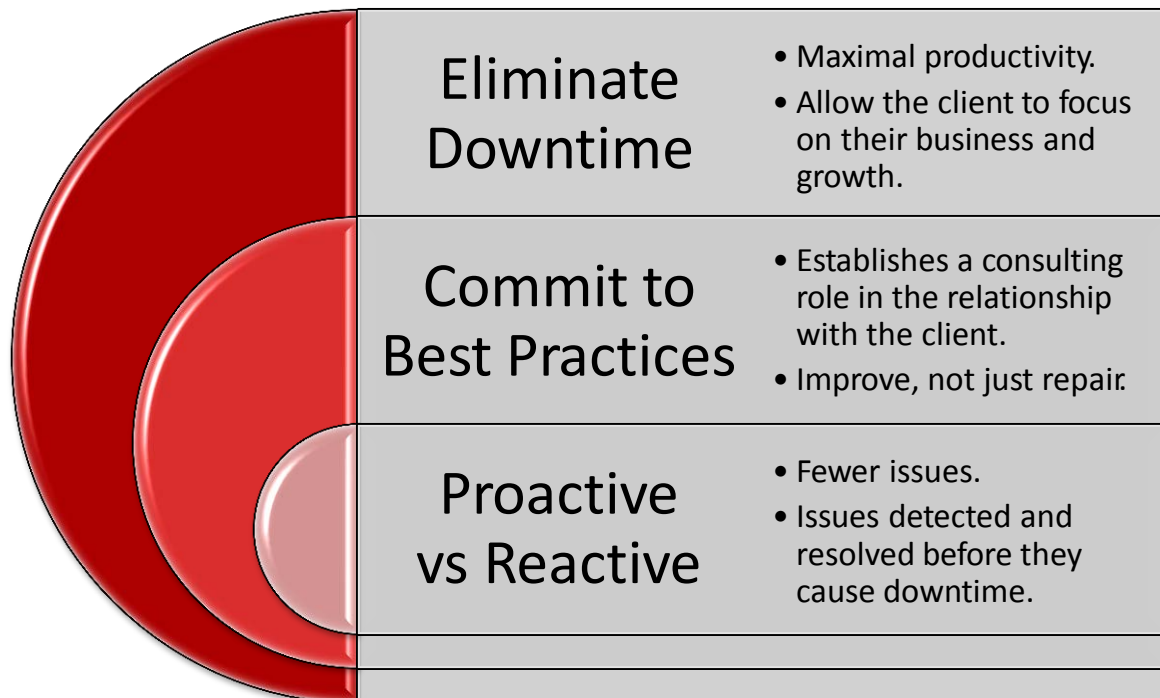 Eliminate
Downtime
• Maximal productivity.
• Allow the client to focus
on their business and
growth.
Commit to
Best Practices
• Establishes a consulting
role in the relationship
with the client.
• Improve, not just repair.
Proactive
vs Reactive
• Fewer issues.
• Issues detected and
resolved before they
cause downtime.